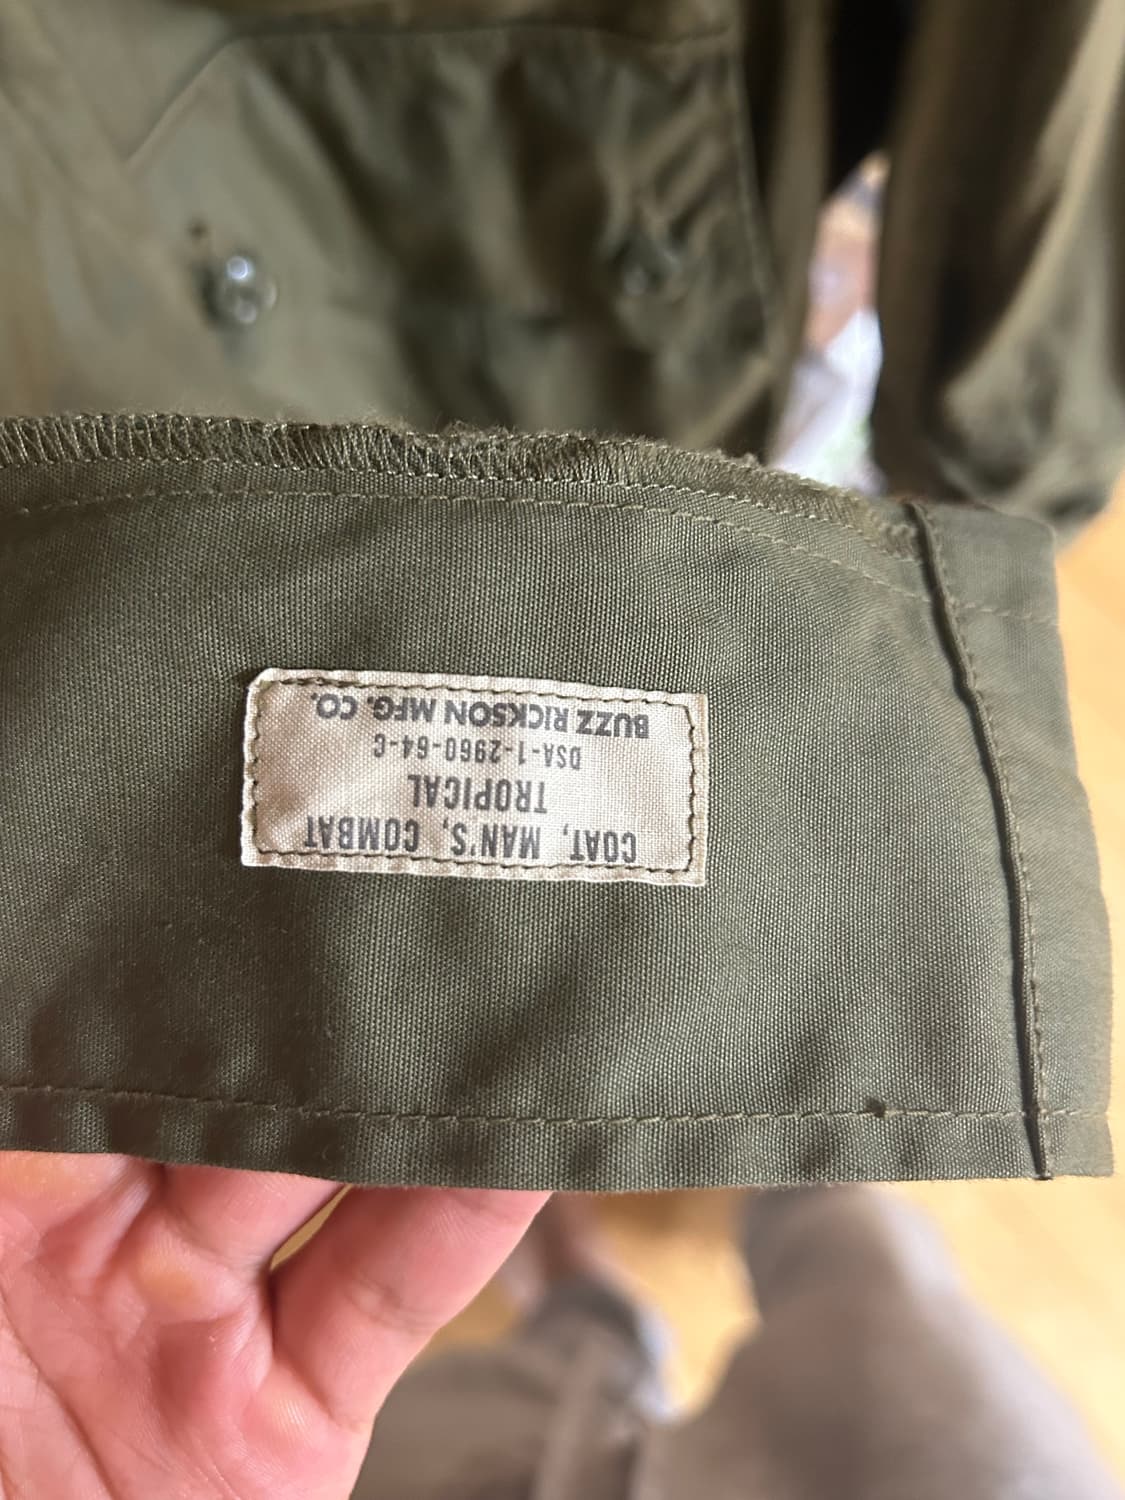 COAT, MAN'S, COMBAT
TROPICAL
DSA-1-2960-64-C
BUZZ RICKSON MFG. CO.